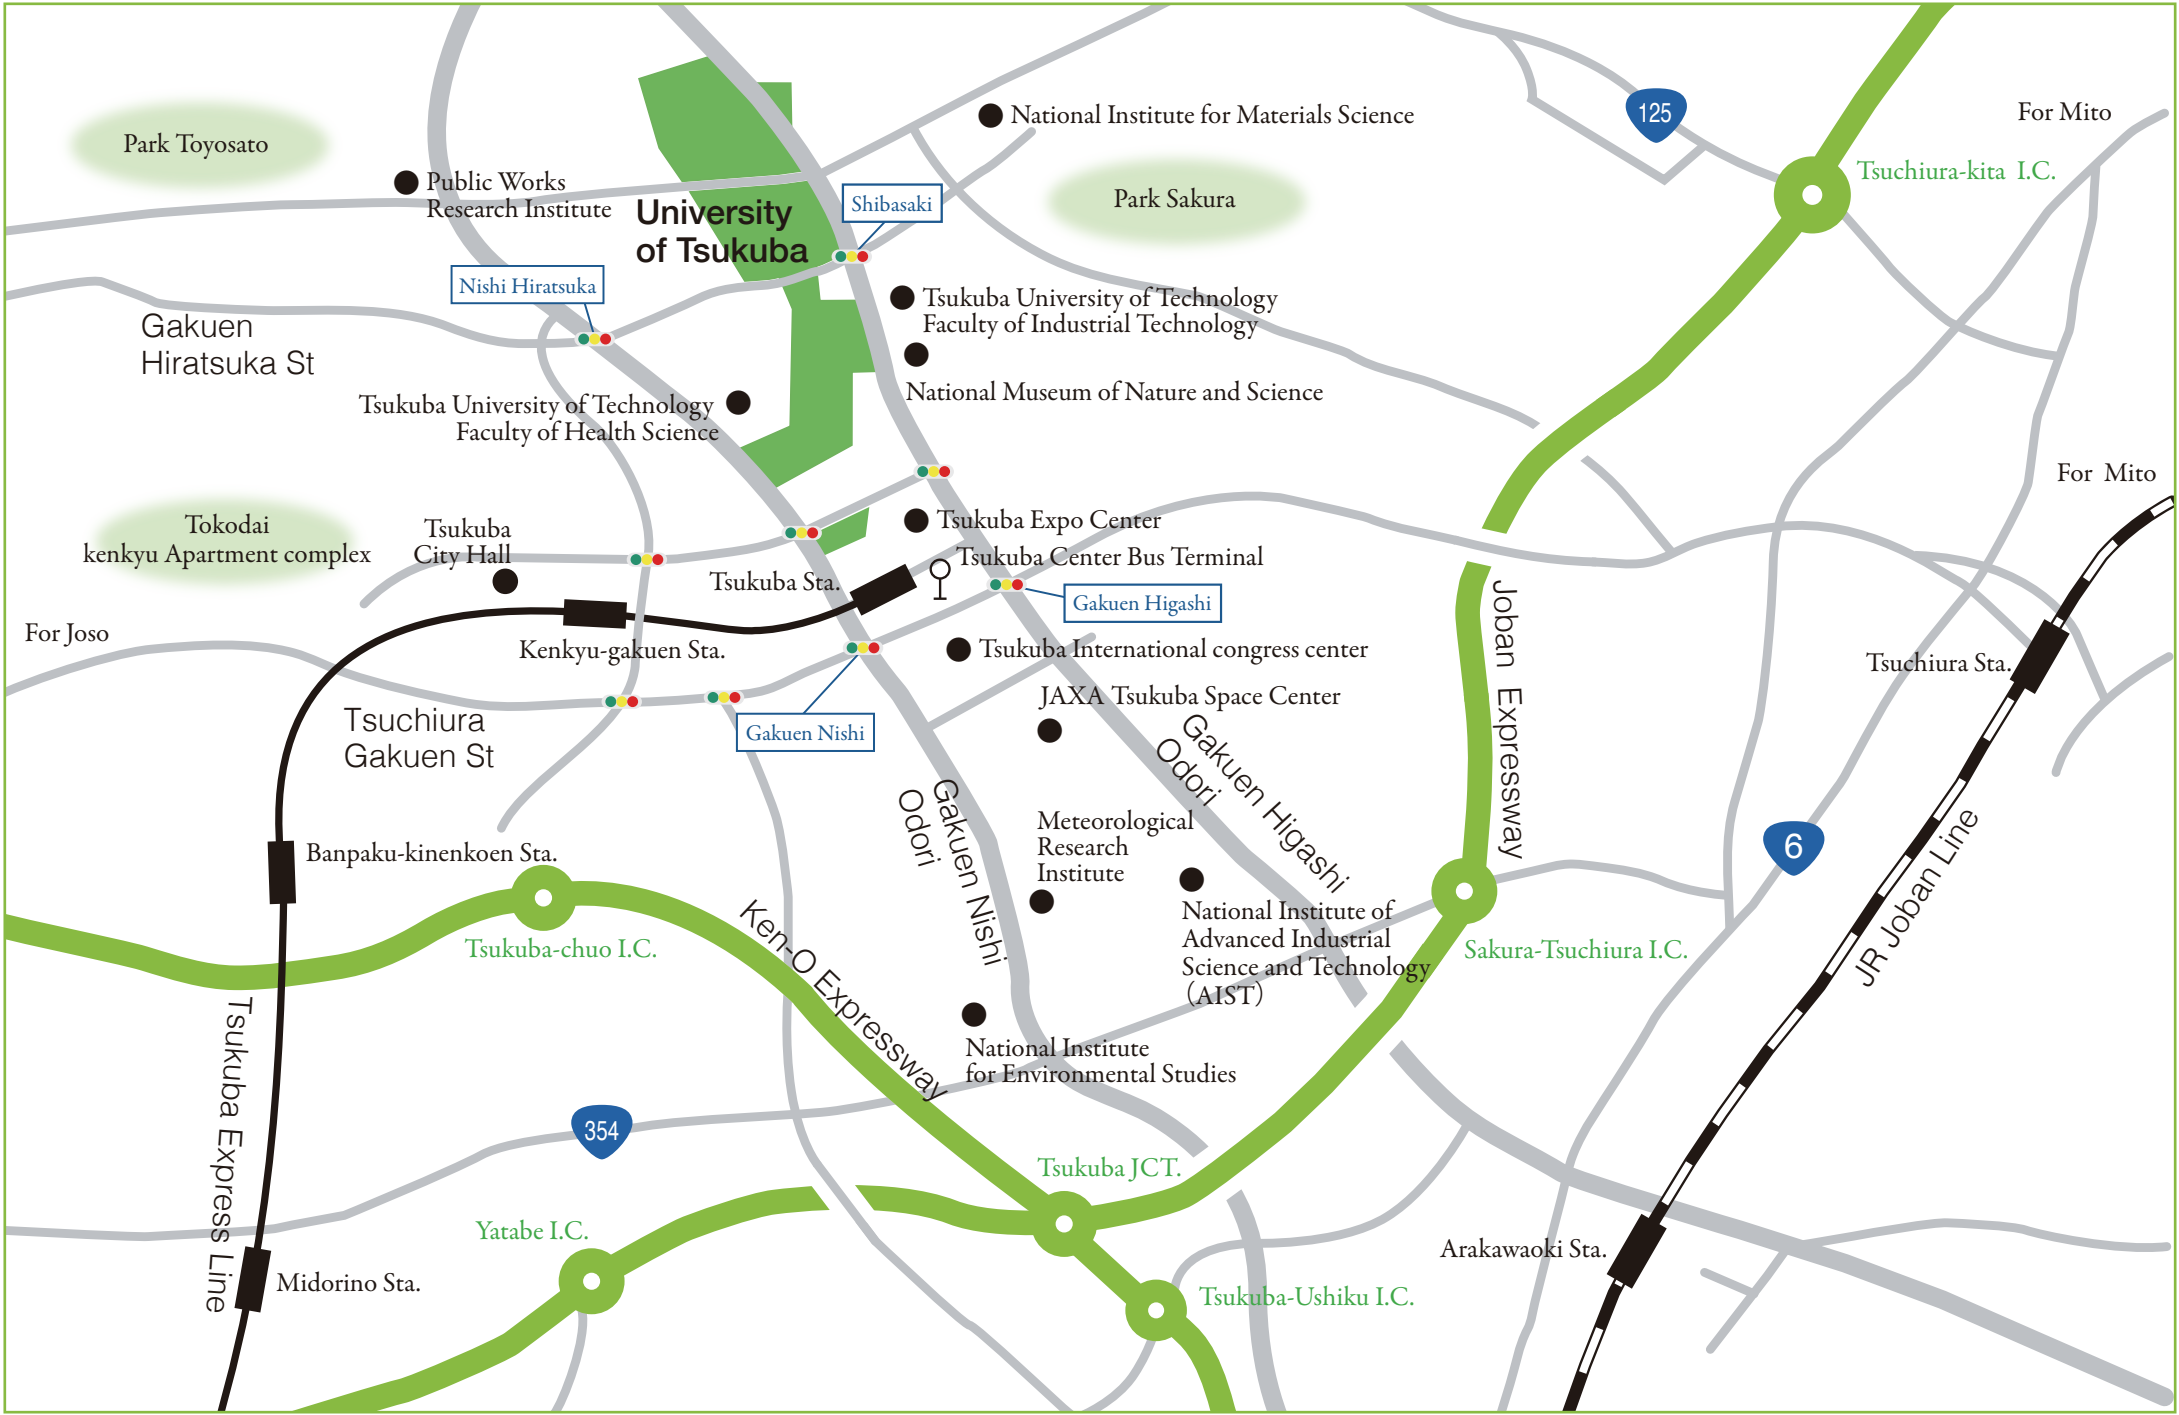 125
For Mito
National Institute for Materials Science
Park Toyosato
Tsuchiura-kita I.C.
Public Works
Research Institute
Park Sakura
University
of Tsukuba
Shibasaki
Nishi Hiratsuka
Tsukuba University of Technology
Faculty of Industrial Technology
Gakuen
Hiratsuka St
National Museum of Nature and Science
Tsukuba University of Technology
Faculty of Health Science
For Mito
Tokodai
kenkyu Apartment complex
Tsukuba
City Hall
Tsukuba Expo Center
Tsukuba Center Bus Terminal
Tsukuba Sta.
Gakuen Higashi
For Joso
Kenkyu-gakuen Sta.
Tsukuba International congress center
Tsuchiura Sta.
JAXA Tsukuba Space Center
Joban Expressway
Tsuchiura
Gakuen St
Gakuen Nishi
Gakuen Higashi
Odori
Gakuen Nishi
Odori
Meteorological
Research
Institute
6
JR Joban Line
Banpaku-kinenkoen Sta.
National Institute of
Advanced Industrial
Science and Technology
(AIST)
Tsukuba-chuo I.C.
Ken-O Expressway
Sakura-Tsuchiura I.C.
Tsukuba Express Line
National Institute
for Environmental Studies
354
Tsukuba JCT.
Yatabe I.C.
Arakawaoki Sta.
Midorino Sta.
Tsukuba-Ushiku I.C.